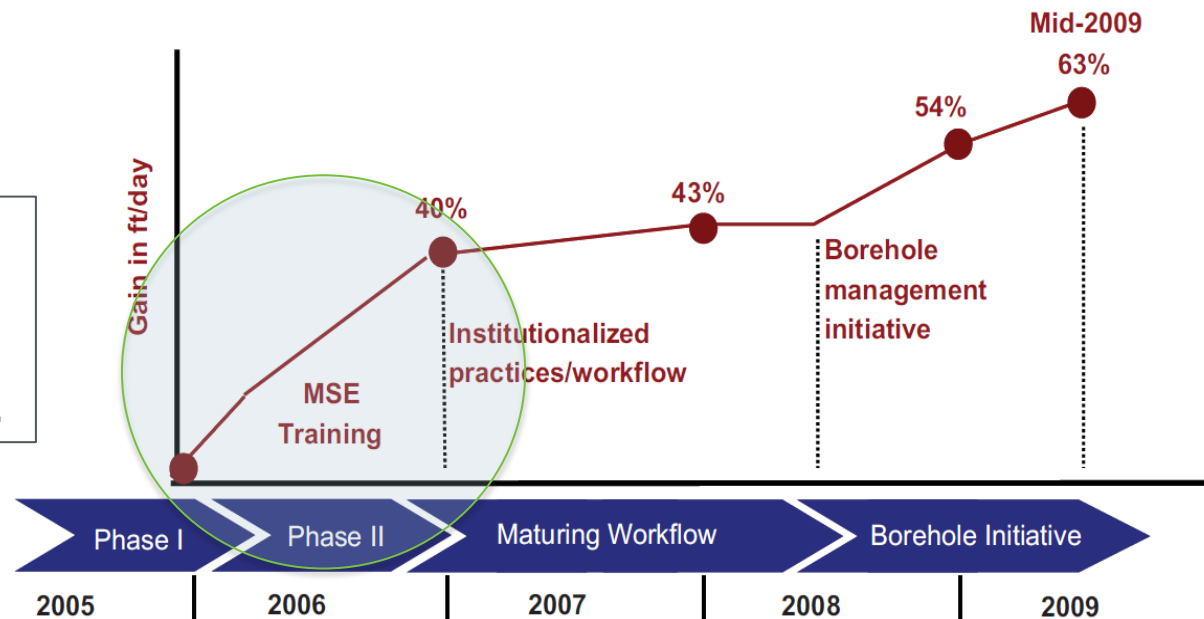 Mid-2009
63%
54%
43%
40%
Gain in ft/day
Borehole
management
initiative
Institutionalized
practices/workflow
MSE
Training
Phase I
Phase II
Maturing Workflow
Borehole Initiative
2005
2006
2007
2008
2009